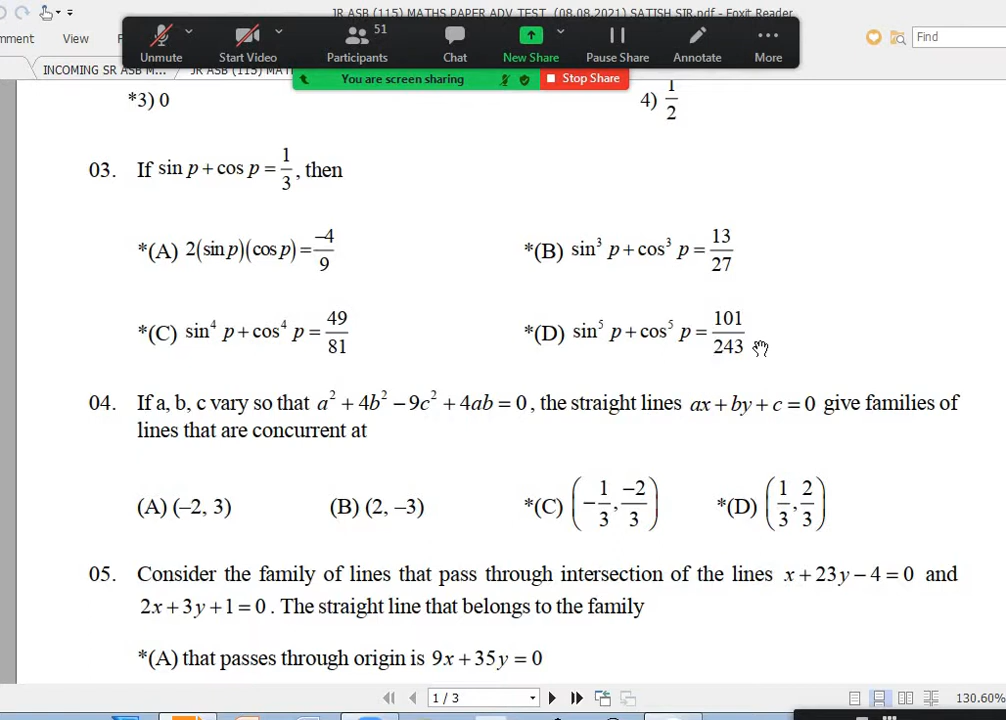 JR ASB (115) MATHS PAPER ADV TEST (08.08.2021) SATISH SIR.pdf - Foxit Reader
mment View Find
INCOMING SR ASB M... JR ASB (115) MAT
Unmute Start Video Participants 51 Chat New Share Pause Share Annotate More
You are screen sharing Stop Share
*3) 0 4) 1/2
03. If sin p + cos p = 1/3, then
*(A) 2(sin p)(cos p) = −4/9 *(B) sin³ p + cos³ p = 13/27
*(C) sin⁴ p + cos⁴ p = 49/81 *(D) sin⁵ p + cos⁵ p = 101/243
04. If a, b, c vary so that a² + 4b² − 9c² + 4ab = 0, the straight lines ax + by + c = 0 give families of
lines that are concurrent at
(A) (–2, 3) (B) (2, –3) *(C) (−1/3, −2/3) *(D) (1/3, 2/3)
05. Consider the family of lines that pass through intersection of the lines x + 23y − 4 = 0 and
2x + 3y + 1 = 0. The straight line that belongs to the family
*(A) that passes through origin is 9x + 35y = 0
1 / 3 130.60%